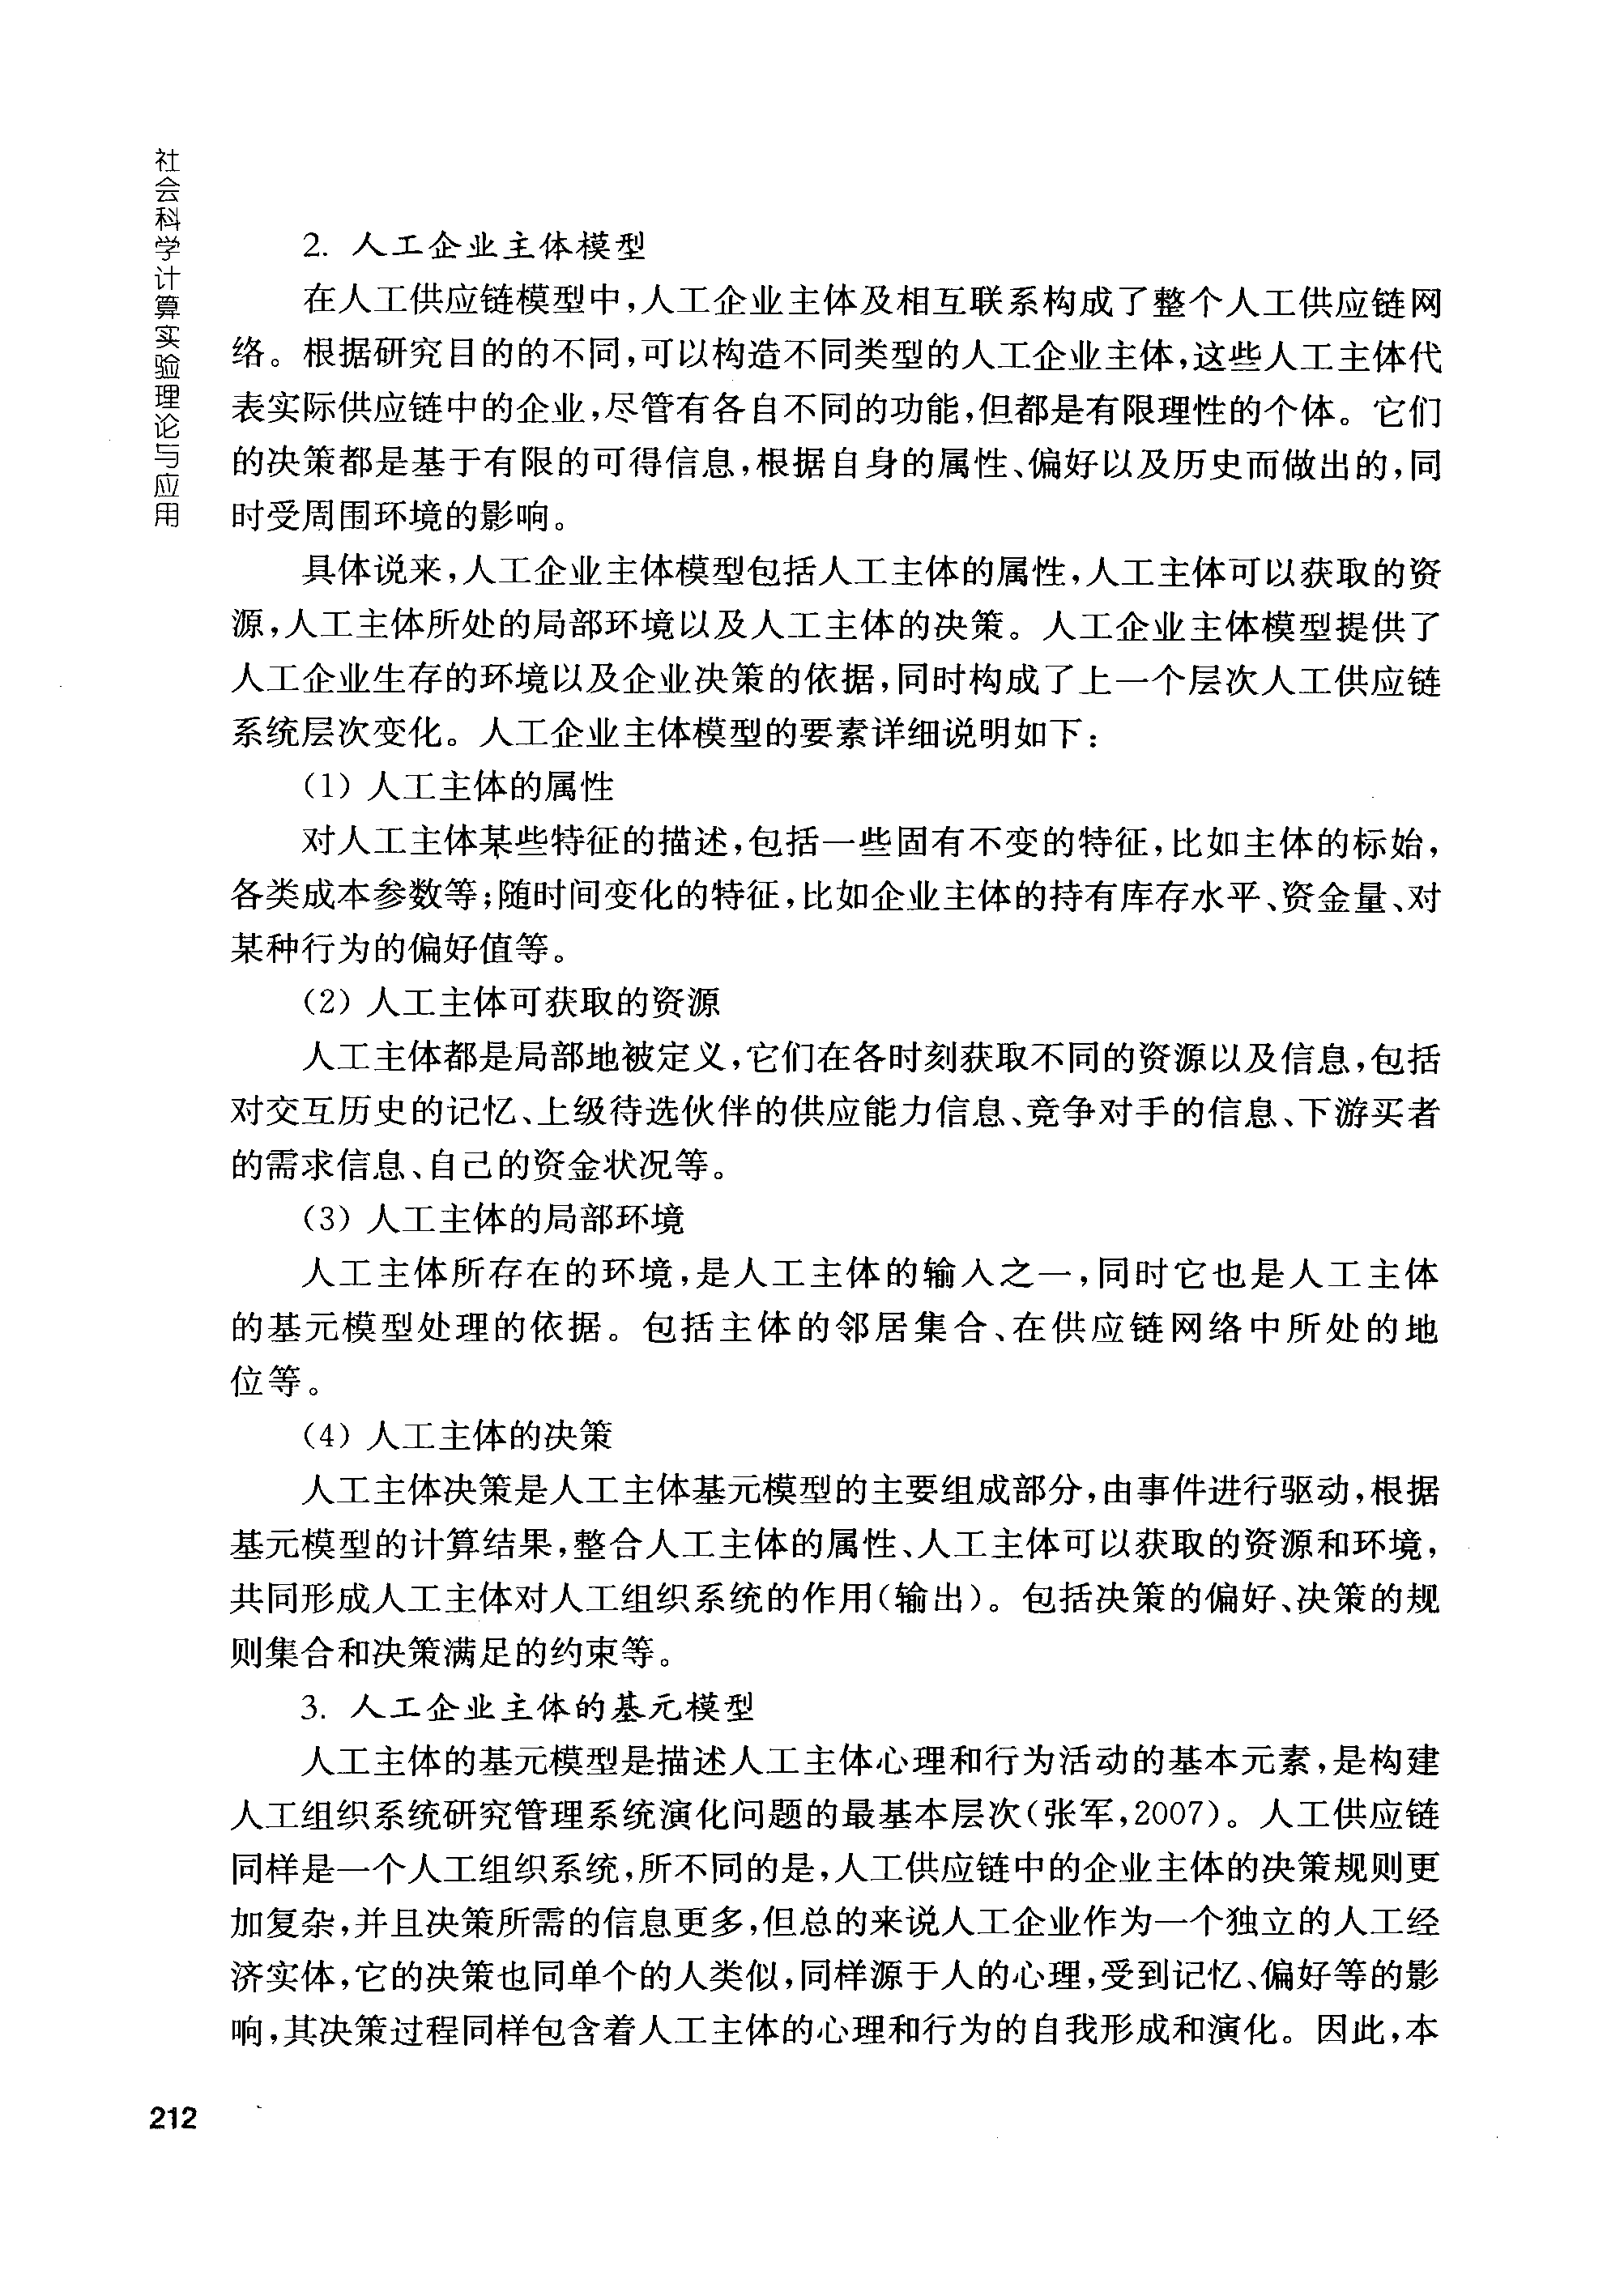 社会科学计算实验理论与应用
2. 人工企业主体模型
在人工供应链模型中,人工企业主体及相互联系构成了整个人工供应链网
络。根据研究目的的不同,可以构造不同类型的人工企业主体,这些人工主体代
表实际供应链中的企业,尽管有各自不同的功能,但都是有限理性的个体。它们
的决策都是基于有限的可得信息,根据自身的属性、偏好以及历史而做出的,同
时受周围环境的影响。
具体说来,人工企业主体模型包括人工主体的属性,人工主体可以获取的资
源,人工主体所处的局部环境以及人工主体的决策。人工企业主体模型提供了
人工企业生存的环境以及企业决策的依据,同时构成了上一个层次人工供应链
系统层次变化。人工企业主体模型的要素详细说明如下:
(1) 人工主体的属性
对人工主体某些特征的描述,包括一些固有不变的特征,比如主体的标始,
各类成本参数等;随时间变化的特征,比如企业主体的持有库存水平、资金量、对
某种行为的偏好值等。
(2) 人工主体可获取的资源
人工主体都是局部地被定义,它们在各时刻获取不同的资源以及信息,包括
对交互历史的记忆、上级待选伙伴的供应能力信息、竞争对手的信息、下游买者
的需求信息、自己的资金状况等。
(3) 人工主体的局部环境
人工主体所存在的环境,是人工主体的输入之一,同时它也是人工主体
的基元模型处理的依据。包括主体的邻居集合、在供应链网络中所处的地
位等。
(4) 人工主体的决策
人工主体决策是人工主体基元模型的主要组成部分,由事件进行驱动,根据
基元模型的计算结果,整合人工主体的属性、人工主体可以获取的资源和环境,
共同形成人工主体对人工组织系统的作用(输出)。包括决策的偏好、决策的规
则集合和决策满足的约束等。
3. 人工企业主体的基元模型
人工主体的基元模型是描述人工主体心理和行为活动的基本元素,是构建
人工组织系统研究管理系统演化问题的最基本层次(张军,2007)。人工供应链
同样是一个人工组织系统,所不同的是,人工供应链中的企业主体的决策规则更
加复杂,并且决策所需的信息更多,但总的来说人工企业作为一个独立的人工经
济实体,它的决策也同单个的人类似,同样源于人的心理,受到记忆、偏好等的影
响,其决策过程同样包含着人工主体的心理和行为的自我形成和演化。因此,本
212